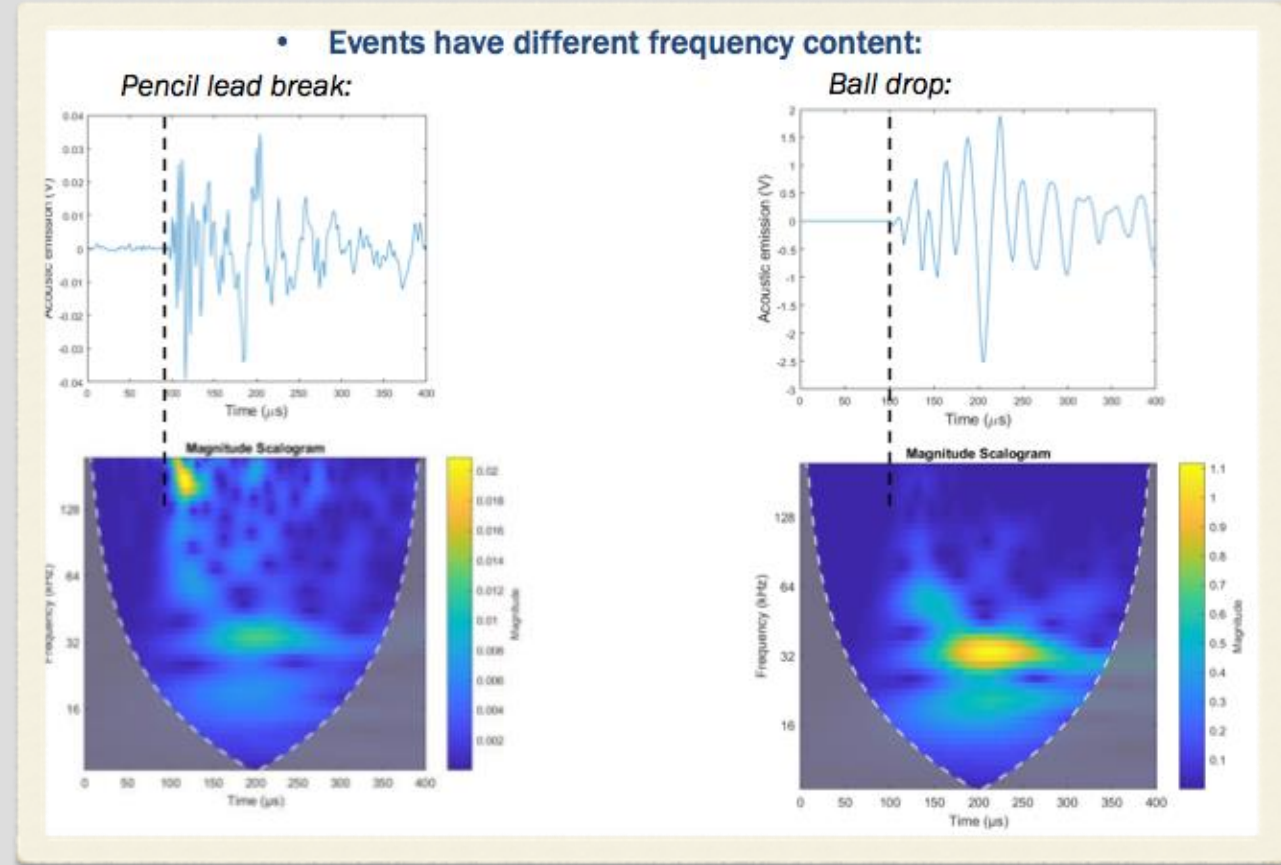 • Events have different frequency content:
Pencil lead break:
0.04
0.03
0.02
0.01
0
-0.01
-0.02
-0.03
-0.04
Acoustic emission (V)
0 50 100 150 200 250 300 350 400
Time (μs)
Magnitude Scalogram
128
64
32
16
Frequency (kHz)
0 50 100 150 200 250 300 350 400
Time (μs)
0.02
0.018
0.016
0.014
0.012
0.01
0.008
0.006
0.004
0.002
Magnitude
Ball drop:
2
1.5
1
0.5
0
-0.5
-1
-1.5
-2
-2.5
-3
Acoustic emission (V)
0 50 100 150 200 250 300 350 400
Time (μs)
Magnitude Scalogram
128
64
32
16
Frequency (kHz)
0 50 100 150 200 250 300 350 400
Time (μs)
1.1
1
0.9
0.8
0.7
0.6
0.5
0.4
0.3
0.2
0.1
Magnitude